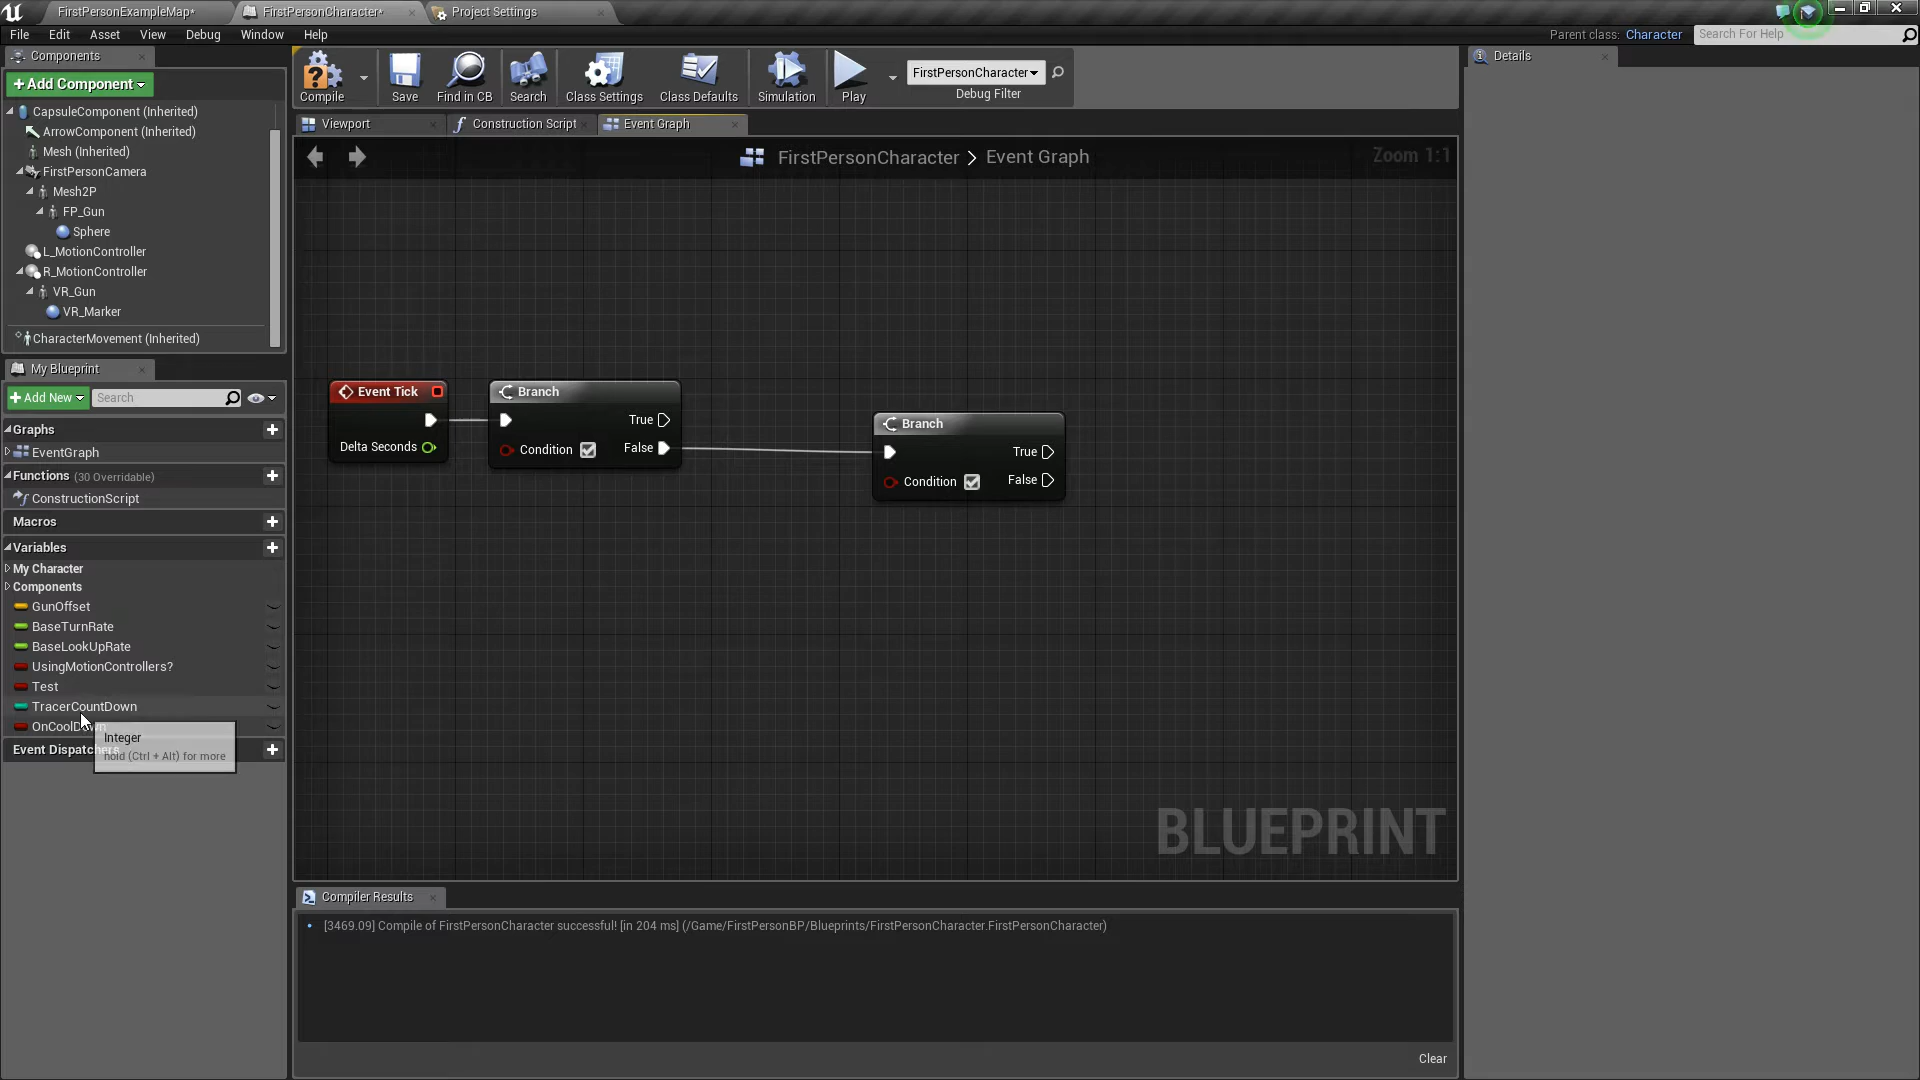 FirstPersonExampleMap*
FirstPersonCharacter*
Project Settings
File Edit Asset View Debug Window Help
Parent class: Character
Search For Help
Components
+Add Component
CapsuleComponent (Inherited)
ArrowComponent (Inherited)
Mesh (Inherited)
FirstPersonCamera
Mesh2P
FP_Gun
Sphere
L_MotionController
R_MotionController
VR_Gun
VR_Marker
CharacterMovement (Inherited)
My Blueprint
+Add New
Search
Graphs
EventGraph
Functions (30 Overridable)
ConstructionScript
Macros
Variables
My Character
Components
GunOffset
BaseTurnRate
BaseLookUpRate
UsingMotionControllers?
Test
TracerCountDown
OnCoolDown
Integer
hold (Ctrl + Alt) for more
Event Dispatchers
Compile
Save
Find in CB
Search
Class Settings
Class Defaults
Simulation
Play
FirstPersonCharacter
Debug Filter
Viewport
Construction Script
Event Graph
FirstPersonCharacter > Event Graph
Zoom 1:1
Event Tick
Delta Seconds
Branch
True
Condition
False
Branch
True
Condition
False
BLUEPRINT
Compiler Results
[3469.09] Compile of FirstPersonCharacter successful! [in 204 ms] (/Game/FirstPersonBP/Blueprints/FirstPersonCharacter.FirstPersonCharacter)
Clear
Details